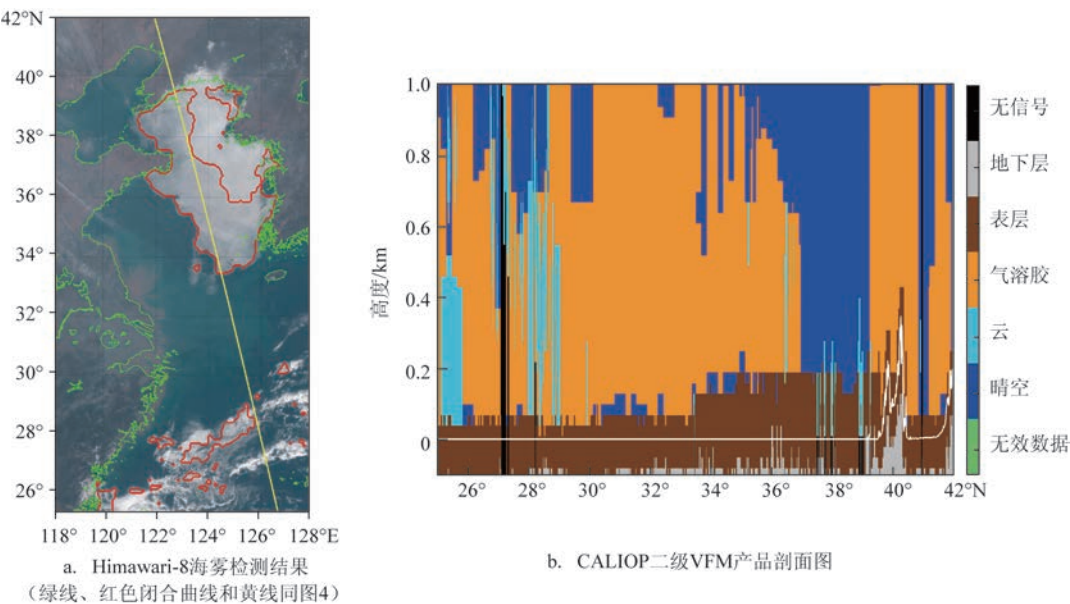 42°N
40°
38°
36°
34°
32°
30°
28°
26°
118° 120° 122° 124° 126° 128°E
a. Himawari-8海雾检测结果
（绿线、红色闭合曲线和黄线同图4）
高度/km
1.0
0.8
0.6
0.4
0.2
0
26° 28° 30° 32° 34° 36° 38° 40° 42°N
无信号
地下层
表层
气溶胶
云
晴空
无效数据
b. CALIOP二级VFM产品剖面图